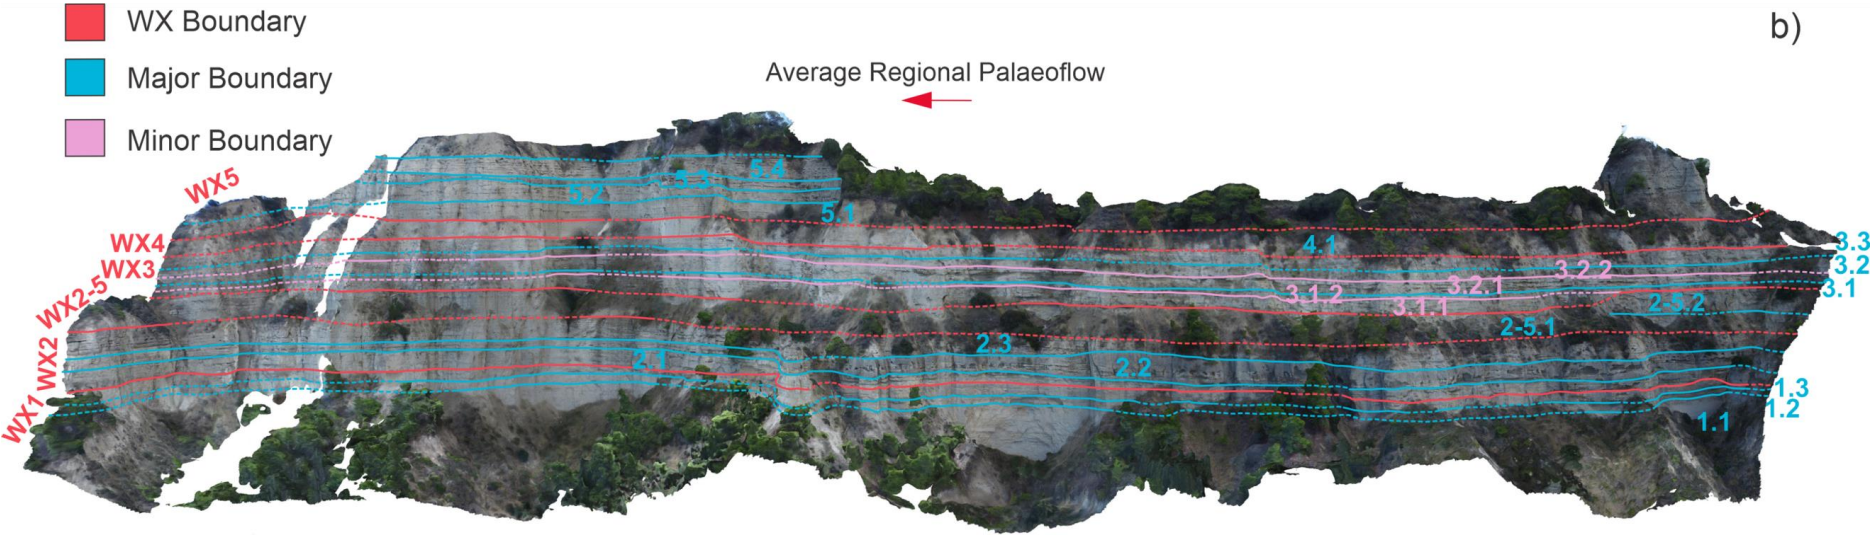 WX Boundary
Major Boundary
Minor Boundary
b)
Average Regional Palaeoflow
WX5
WX4
WX3
WX2-5
WX2
WX1
5.4
5.3
5.2
5.1
4.1
3.3
3.2
3.1
3.2.2
3.2.1
3.1.2
3.1.1
2-5.2
2-5.1
2.3
2.2
2.1
1.3
1.2
1.1